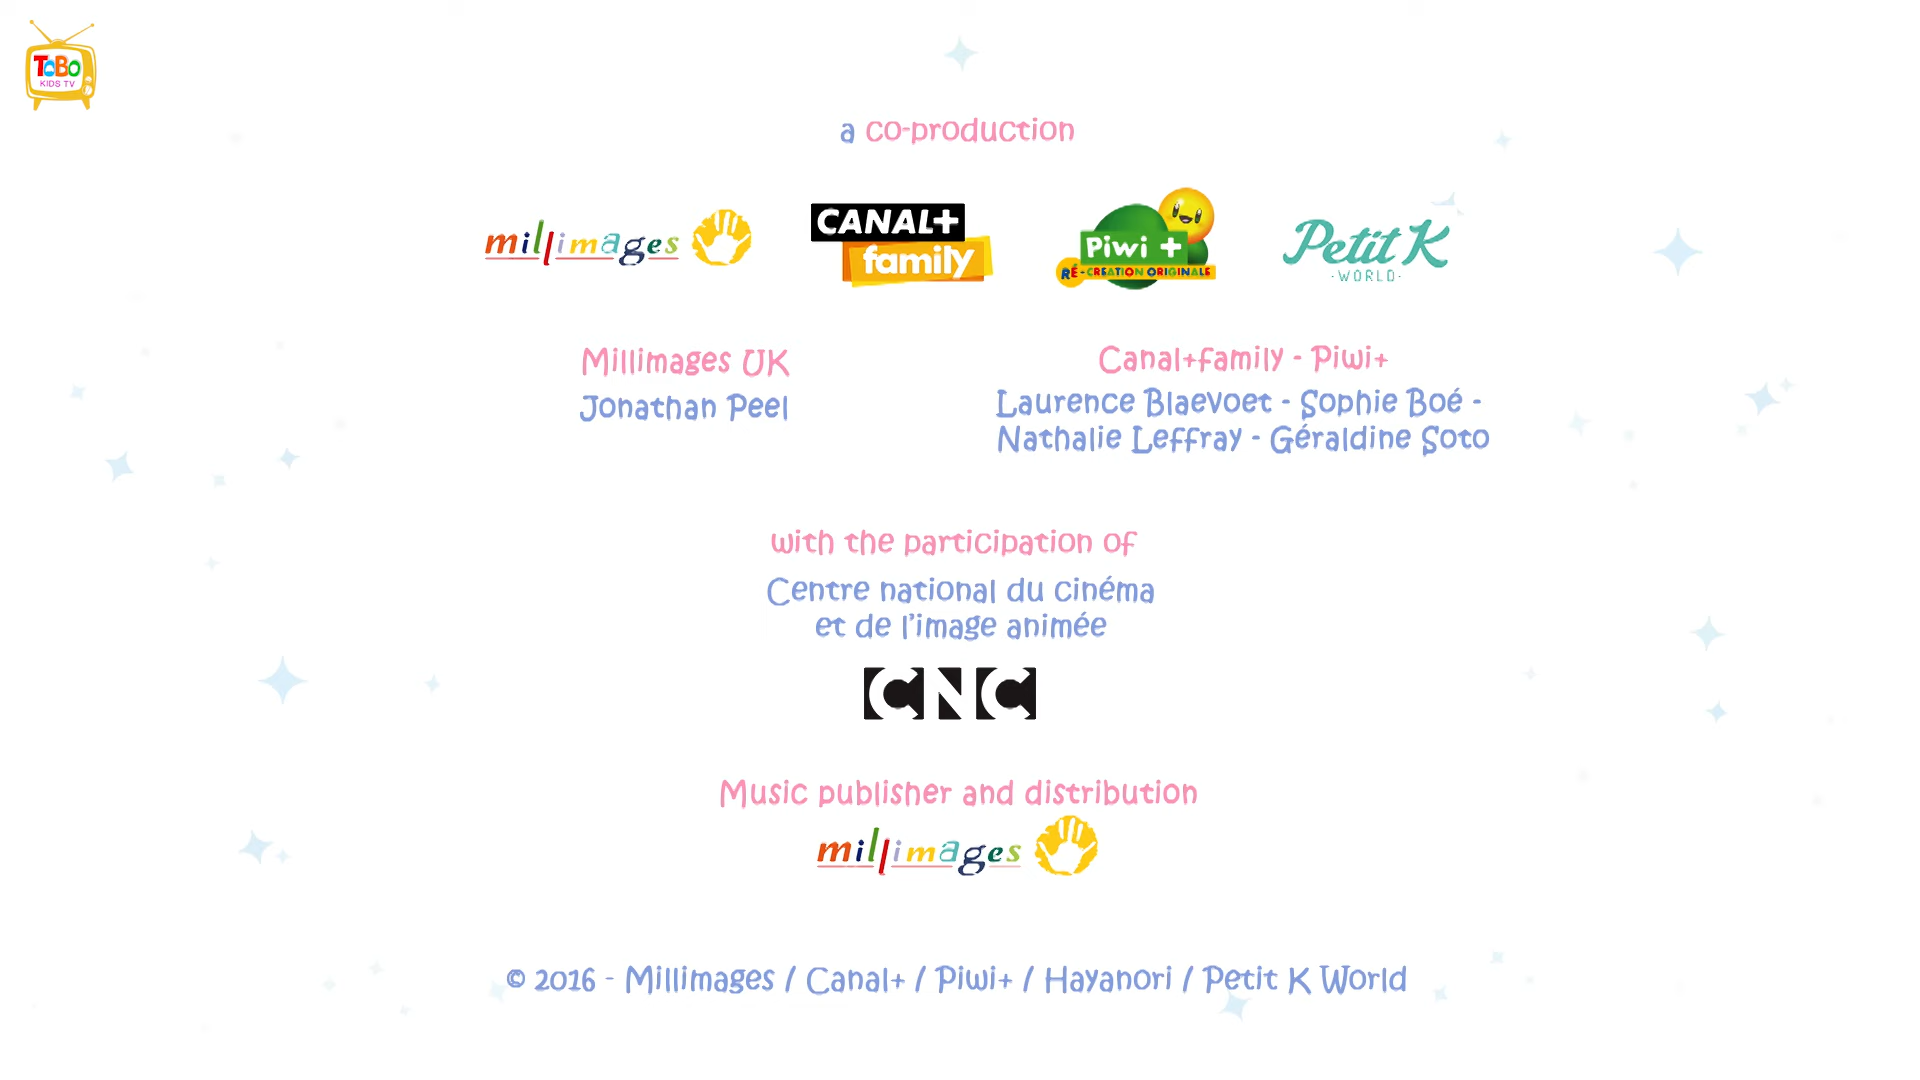 ToBo
KIDS TV
a co-production
millimages
CANAL+
family
Piwi +
RÉ-CREATION ORIGINALE
Petit K
·WORLD·
Millimages UK
Jonathan Peel
Canal+family - Piwi+
Laurence Blaevoet - Sophie Boé -
Nathalie Leffray - Géraldine Soto
with the participation of
Centre national du cinéma
et de l'image animée
CNC
Music publisher and distribution
millimages
© 2016 - Millimages / Canal+ / Piwi+ / Hayanori / Petit K World